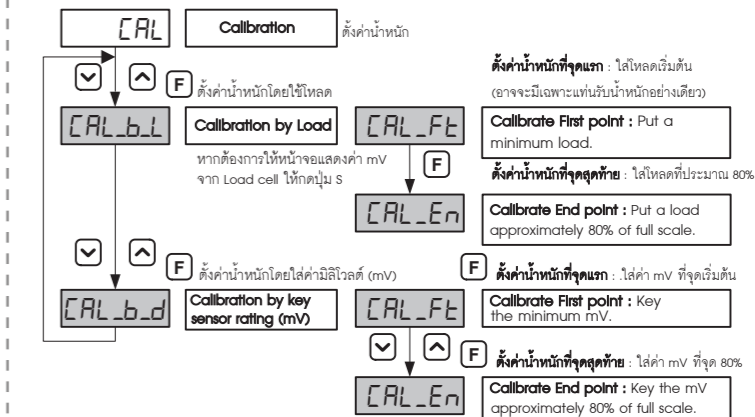 CAL
Calibration
ตั้งค่าน้ำหนัก
F
ตั้งค่าน้ำหนักโดยใช้โหลด
CAL_b_L
Calibration by Load
หากต้องการให้หน้าจอแสดงค่า mV
จาก Load cell ให้กดปุ่ม S
ตั้งค่าน้ำหนักที่จุดแรก : ใส่โหลดเริ่มต้น
(อาจจะมีเฉพาะแท่นรับน้ำหนักอย่างเดียว)
CAL_Ft
Calibrate First point : Put a
minimum load.
F
ตั้งค่าน้ำหนักที่จุดสุดท้าย : ใส่โหลดที่ประมาณ 80%
CAL_En
Calibrate End point : Put a load
approximately 80% of full scale.
F
ตั้งค่าน้ำหนักโดยใส่ค่ามิลิโวลต์ (mV)
CAL_b_d
Calibration by key
sensor rating (mV)
F
ตั้งค่าน้ำหนักที่จุดแรก : .ใส่ค่า mV ที่จุดเริ่มต้น
CAL_Ft
Calibrate First point : Key
the minimum mV.
F
ตั้งค่าน้ำหนักที่จุดสุดท้าย : ใส่ค่า mV ที่จุด 80%
CAL_En
Calibrate End point : Key the mV
approximately 80% of full scale.